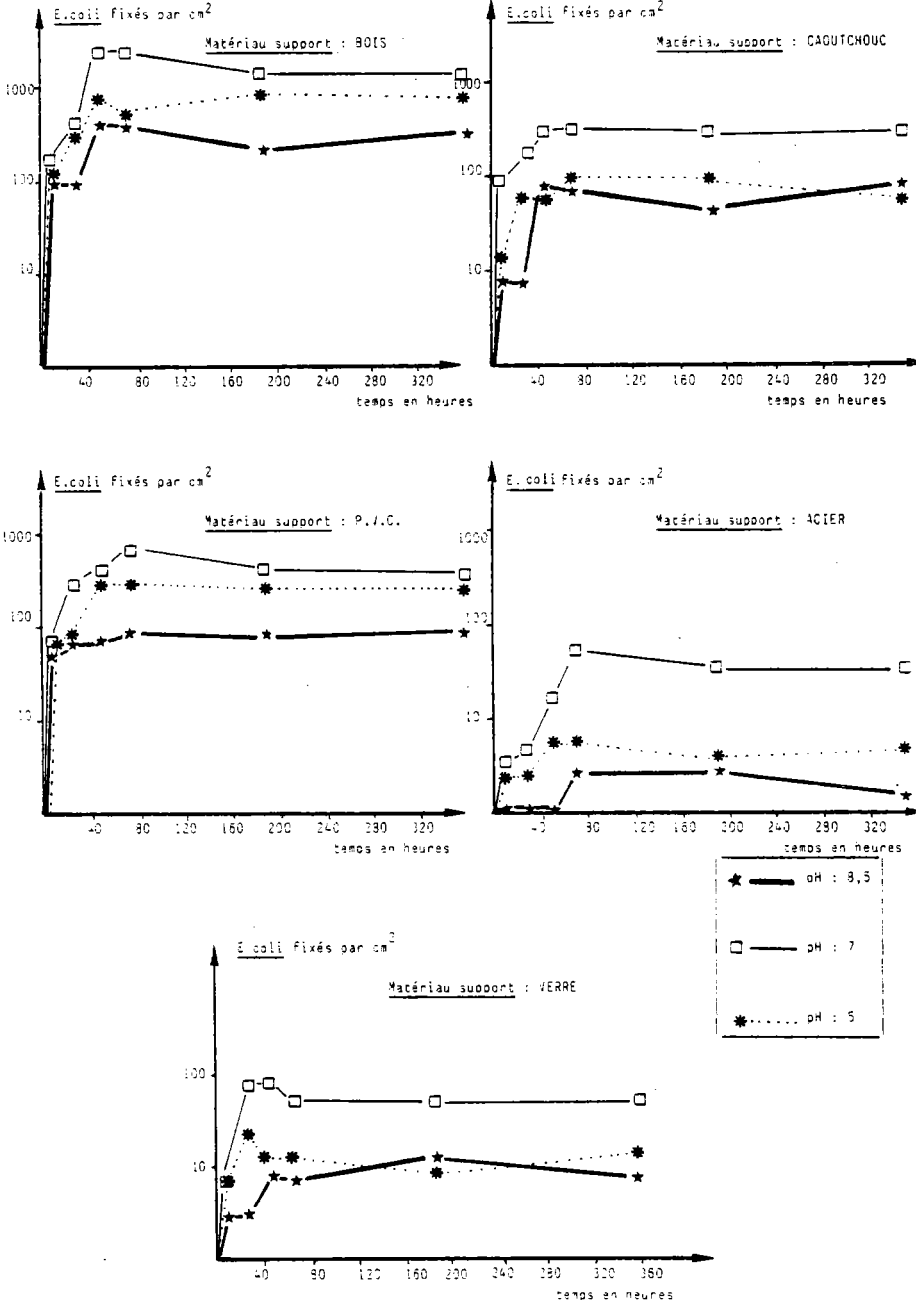 E.coli fixés par cm2
Matériau support : BOIS
1000
100
10
40 80 120 160 200 240 280 320
temps en heures
E.coli fixés par cm2
Matériau support : CAOUTCHOUC
1000
100
10
40 80 120 160 200 240 280 320
temps en heures
E.coli fixés par cm2
Matériau support : P.V.C.
1000
100
10
40 80 120 160 200 240 280 320
temps en heures
E.coli fixés par cm2
Matériau support : ACIER
1000
100
10
40 80 120 160 200 240 280 320
temps en heures
pH : 8,5
pH : 7
pH : 5
E.coli fixés par cm2
Matériau support : VERRE
100
10
40 80 120 160 200 240 280 320 360
temps en heures